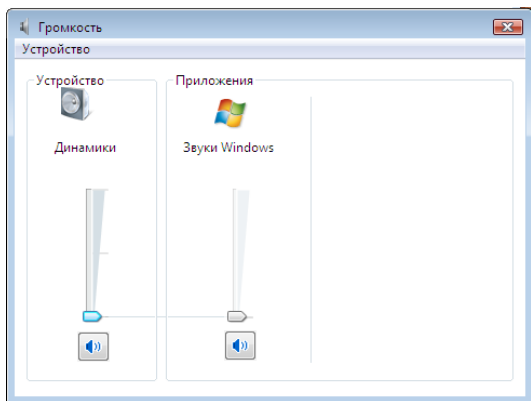 Громкость
Устройство
Устройство
Приложения
Динамики
Звуки Windows